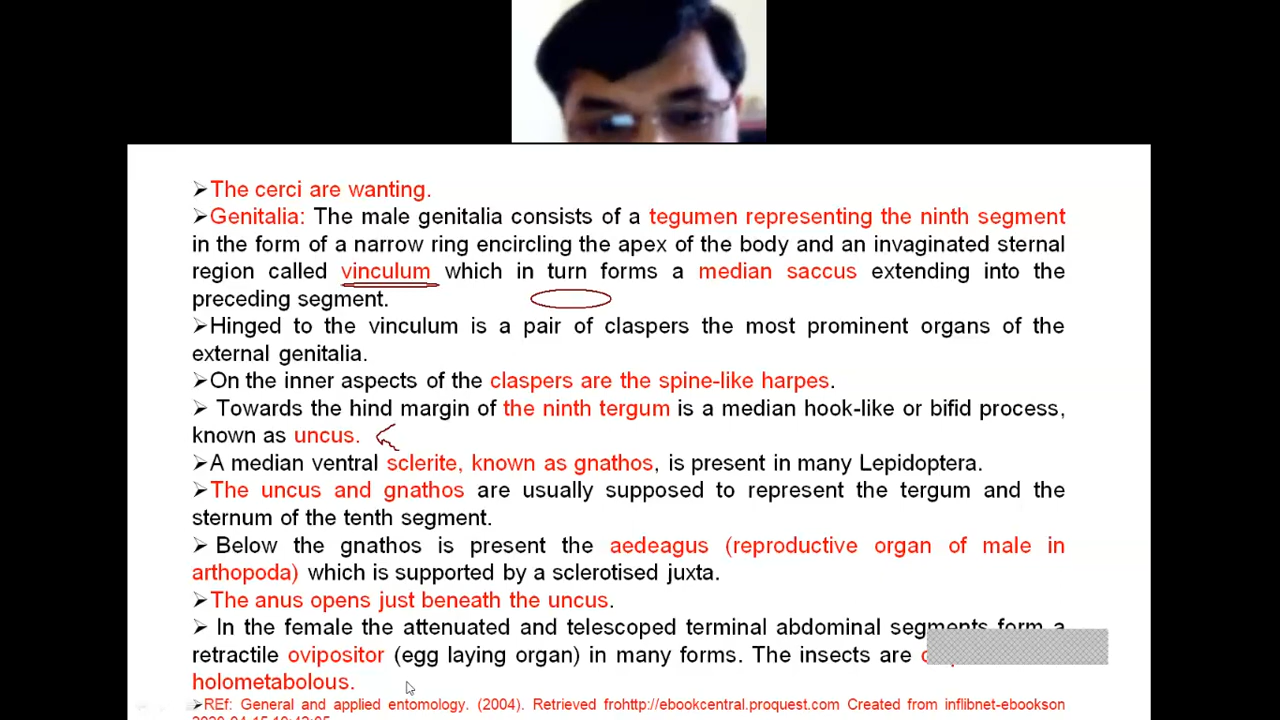 ➢The cerci are wanting.
➢Genitalia: The male genitalia consists of a tegumen representing the ninth segment
in the form of a narrow ring encircling the apex of the body and an invaginated sternal
region called vinculum which in turn forms a median saccus extending into the
preceding segment.
➢Hinged to the vinculum is a pair of claspers the most prominent organs of the
external genitalia.
➢On the inner aspects of the claspers are the spine-like harpes.
➢ Towards the hind margin of the ninth tergum is a median hook-like or bifid process,
known as uncus.
➢A median ventral sclerite, known as gnathos, is present in many Lepidoptera.
➢The uncus and gnathos are usually supposed to represent the tergum and the
sternum of the tenth segment.
➢ Below the gnathos is present the aedeagus (reproductive organ of male in
arthopoda) which is supported by a sclerotised juxta.
➢The anus opens just beneath the uncus.
➢ In the female the attenuated and telescoped terminal abdominal segments form a
retractile ovipositor (egg laying organ) in many forms. The insects are
holometabolous.
➢REf: General and applied entomology. (2004). Retrieved frohttp://ebookcentral.proquest.com Created from inflibnet-ebookson